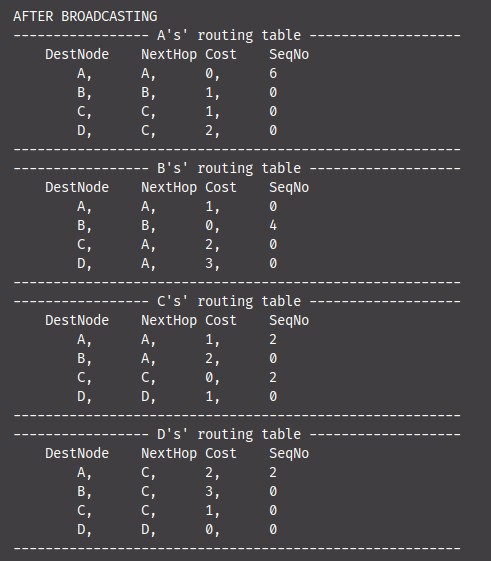 AFTER BROADCASTING
----------------- A's' routing table -------------------
    DestNode    NextHop Cost    SeqNo
        A,      A,      0,      6
        B,      B,      1,      0
        C,      C,      1,      0
        D,      C,      2,      0
--------------------------------------------------------
----------------- B's' routing table -------------------
    DestNode    NextHop Cost    SeqNo
        A,      A,      1,      0
        B,      B,      0,      4
        C,      A,      2,      0
        D,      A,      3,      0
--------------------------------------------------------
----------------- C's' routing table -------------------
    DestNode    NextHop Cost    SeqNo
        A,      A,      1,      2
        B,      A,      2,      0
        C,      C,      0,      2
        D,      D,      1,      0
--------------------------------------------------------
----------------- D's' routing table -------------------
    DestNode    NextHop Cost    SeqNo
        A,      C,      2,      2
        B,      C,      3,      0
        C,      C,      1,      0
        D,      D,      0,      0
--------------------------------------------------------